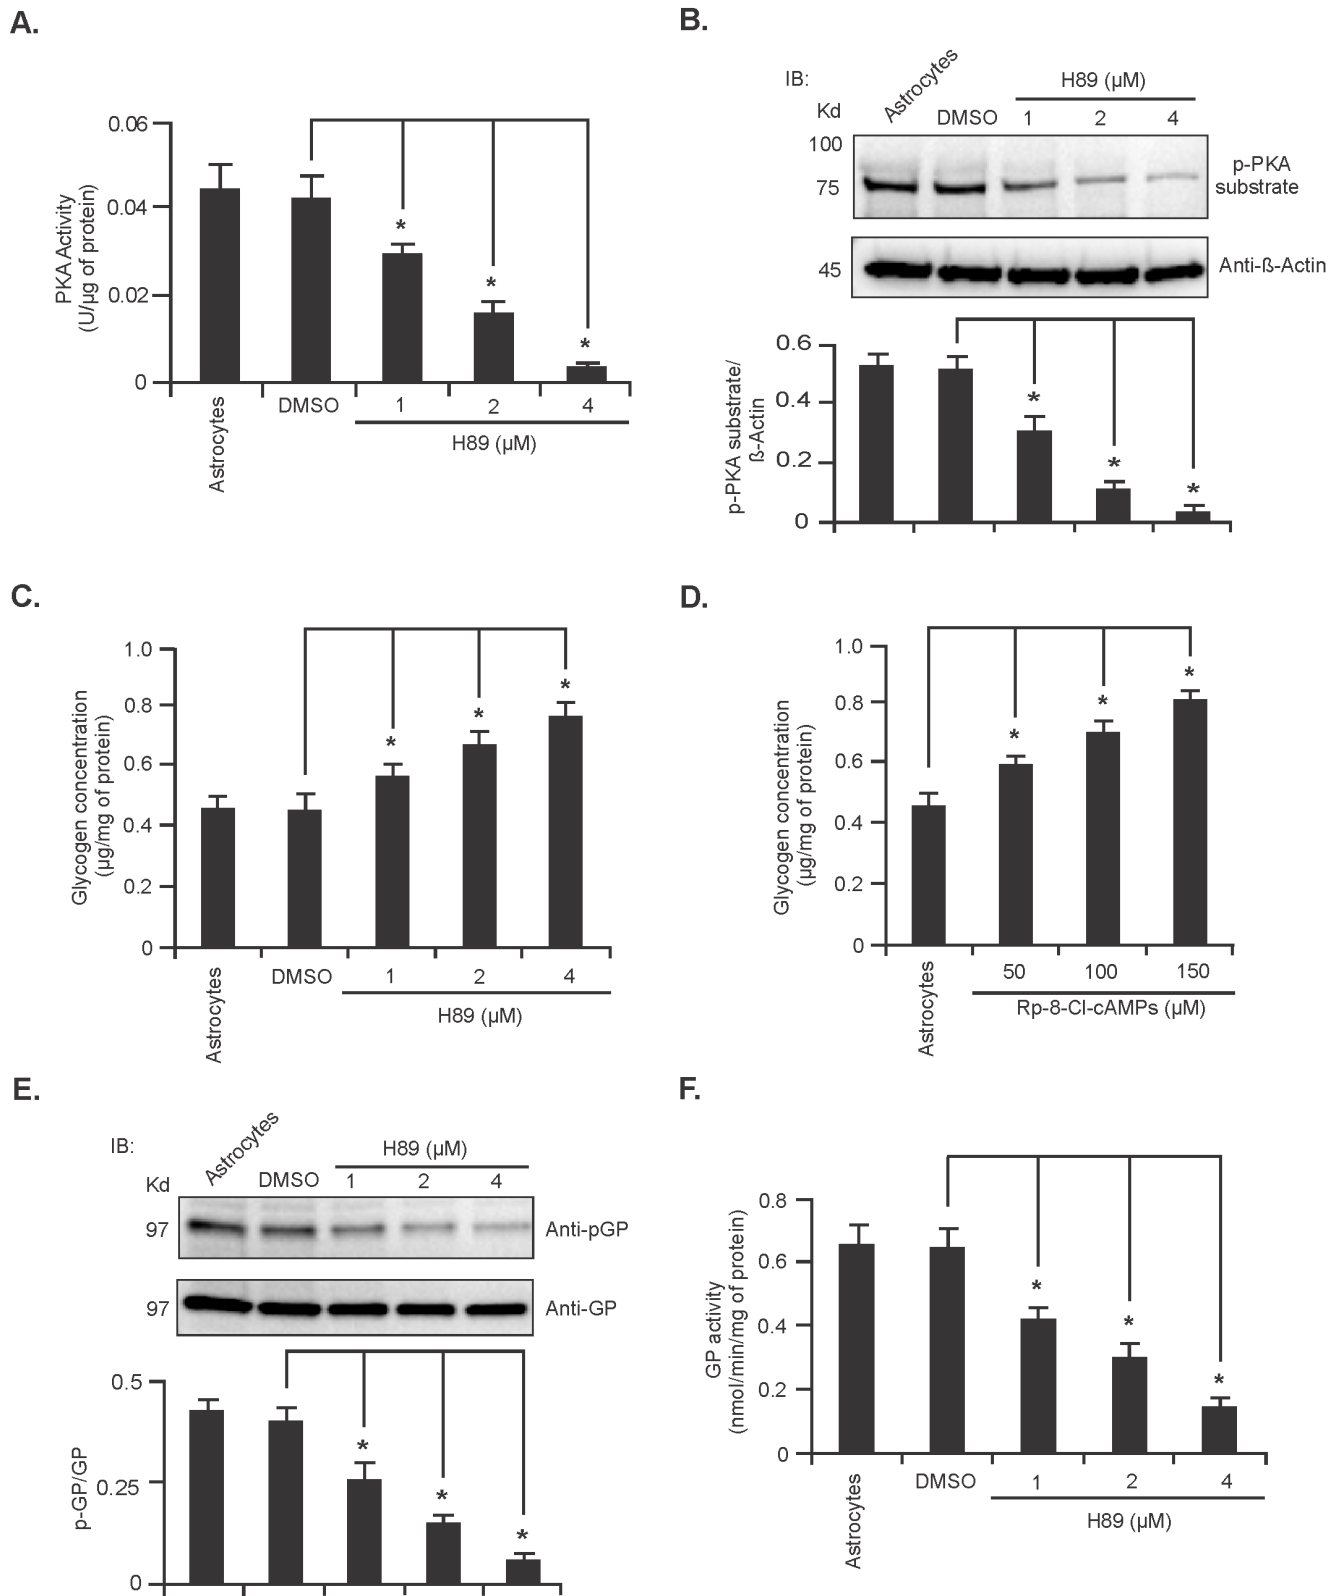 A.
PKA Activity
(U/µg of protein)
0.06
0.04
0.02
0
*
*
*
Astrocytes
DMSO
1
2
4
H89 (µM)
B.
IB:
Kd
Astrocytes
DMSO
H89 (µM)
1
2
4
100
75
p-PKA
substrate
45
Anti-ß-Actin
p-PKA substrate/
ß-Actin
0.6
0.4
0.2
0
*
*
*
C.
Glycogen concentration
(µg/mg of protein)
1.0
0.8
0.6
0.4
0.2
0
*
*
*
Astrocytes
DMSO
1
2
4
H89 (µM)
D.
Glycogen concentration
(µg/mg of protein)
1.0
0.8
0.6
0.4
0.2
0
*
*
*
Astrocytes
50
100
150
Rp-8-Cl-cAMPs (µM)
E.
IB:
Kd
Astrocytes
DMSO
H89 (µM)
1
2
4
97
Anti-pGP
97
Anti-GP
p-GP/GP
0.5
0.25
0
*
*
*
F.
GP activity
(nmol/min/mg of protein)
0.8
0.6
0.4
0.2
0
*
*
*
Astrocytes
DMSO
1
2
4
H89 (µM)